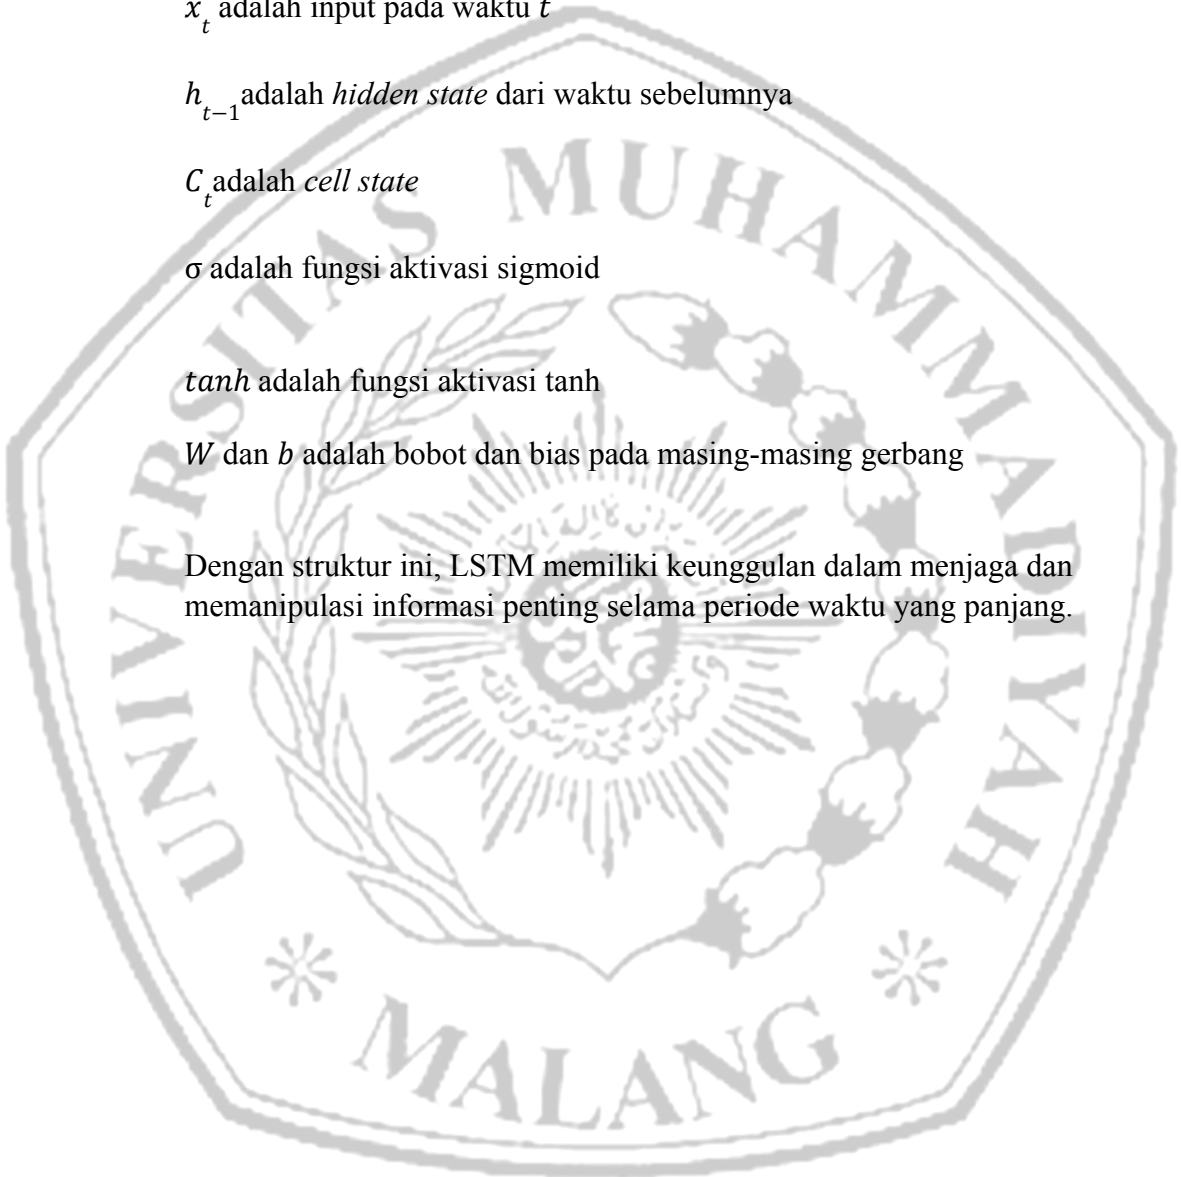 x_t adalah input pada waktu t
h_{t−1} adalah hidden state dari waktu sebelumnya
C_t adalah cell state
σ adalah fungsi aktivasi sigmoid
tanh adalah fungsi aktivasi tanh
W dan b adalah bobot dan bias pada masing-masing gerbang
Dengan struktur ini, LSTM memiliki keunggulan dalam menjaga dan
memanipulasi informasi penting selama periode waktu yang panjang.
UNIVERSITAS MUHAMMADIYAH
MALANG